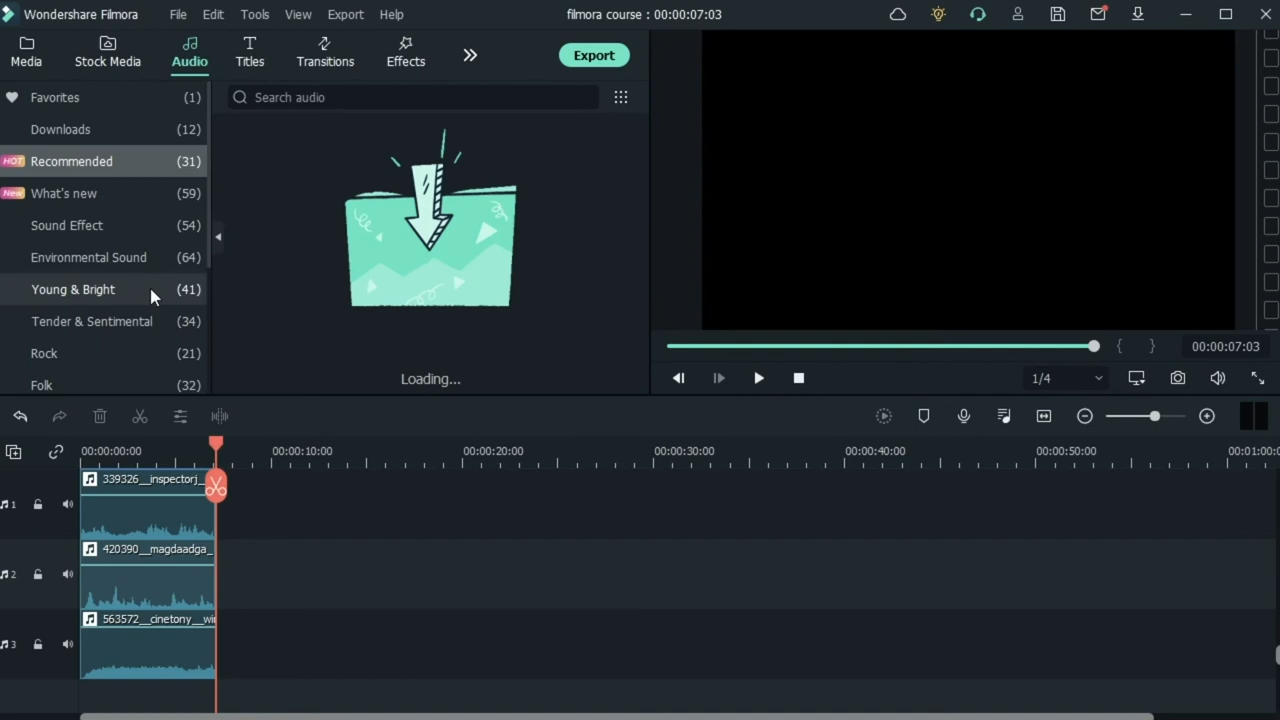 Wondershare Filmora File Edit Tools View Export Help filmora course : 00:00:07:03
Media Stock Media Audio Titles Transitions Effects Export
Favorites (1)
Search audio
Downloads (12)
HOT Recommended (31)
New What's new (59)
Sound Effect (54)
Environmental Sound (64)
Young & Bright (41)
Tender & Sentimental (34)
Rock (21)
Folk (32)
Loading...
{ } 00:00:07:03
1/4
00:00:00:00 00:00:10:00 00:00:20:00 00:00:30:00 00:00:40:00 00:00:50:00 00:01:00:0
339326__inspectorj_
1
420390__magdaadga_
2
563572__cinetony__wi
3